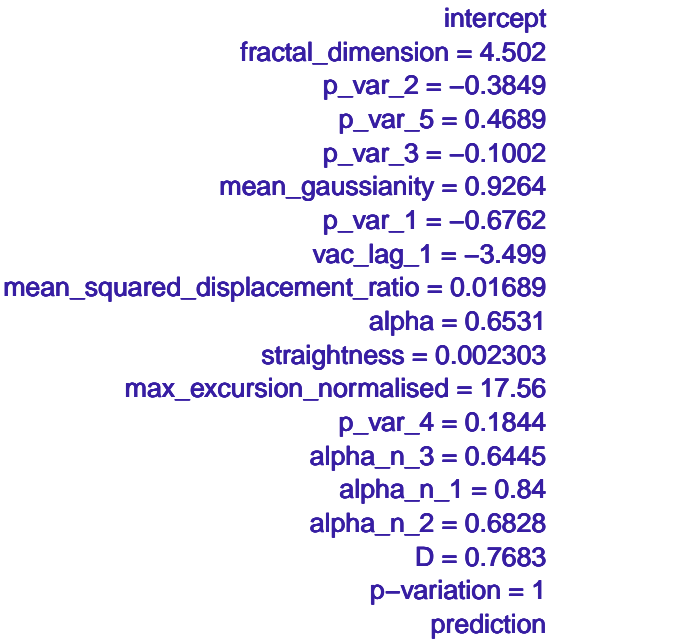 intercept
fractal_dimension = 4.502
p_var_2 = −0.3849
p_var_5 = 0.4689
p_var_3 = −0.1002
mean_gaussianity = 0.9264
p_var_1 = −0.6762
vac_lag_1 = −3.499
mean_squared_displacement_ratio = 0.01689
alpha = 0.6531
straightness = 0.002303
max_excursion_normalised = 17.56
p_var_4 = 0.1844
alpha_n_3 = 0.6445
alpha_n_1 = 0.84
alpha_n_2 = 0.6828
D = 0.7683
p−variation = 1
prediction